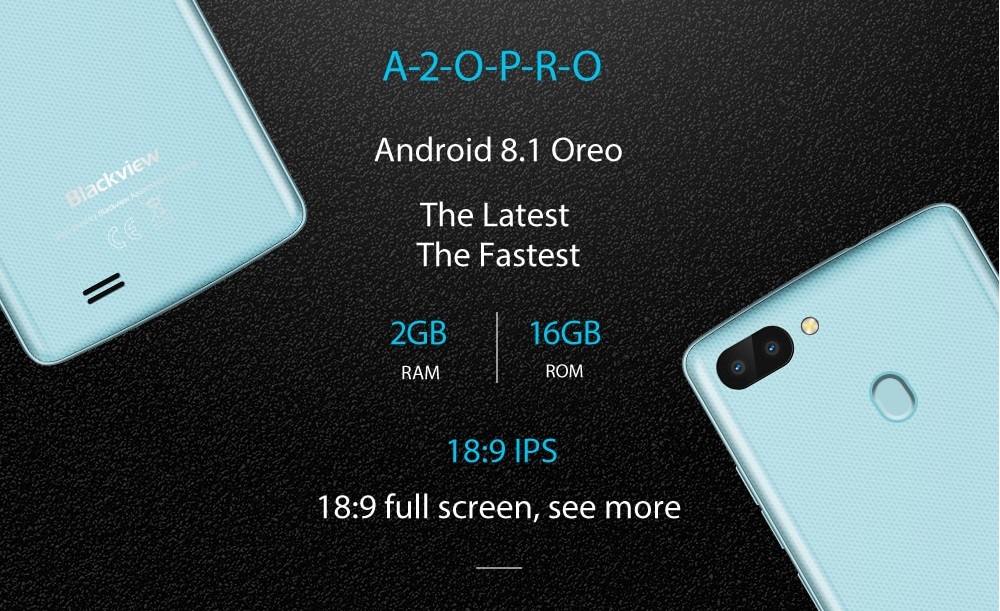 A-2-O-P-R-O
Android 8.1 Oreo
The Latest
The Fastest
2GB
RAM
16GB
ROM
18:9 IPS
18:9 full screen, see more
Blackview
Blackview
CE